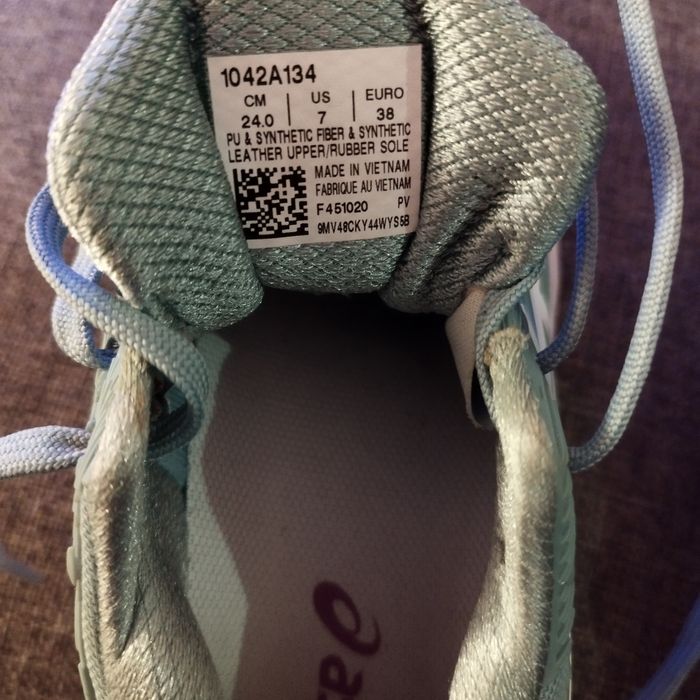 1042A134
CM | US | EURO
24.0 | 7 | 38
PU & SYNTHETIC FIBER & SYNTHETIC
LEATHER UPPER/RUBBER SOLE
MADE IN VIETNAM
FABRIQUE AU VIETNAM
F451020 PV
9MV48CKY44WYS5B
as